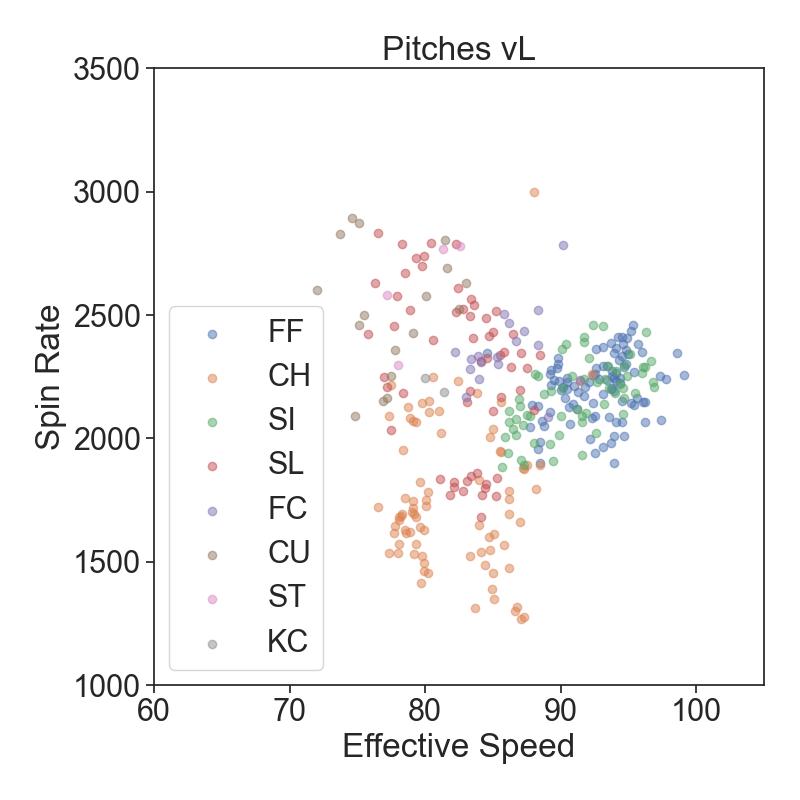 Pitches vL
3500
3000
2500
2000
1500
1000
Spin Rate
FF
CH
SI
SL
FC
CU
ST
KC
60 70 80 90 100
Effective Speed